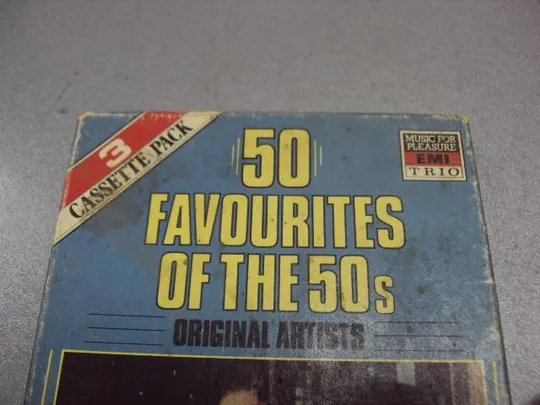 3
CASSETTE PACK
50
FAVOURITES
OF THE 50s
ORIGINAL ARTISTS
MUSIC FOR
PLEASURE
EMI
TRIO